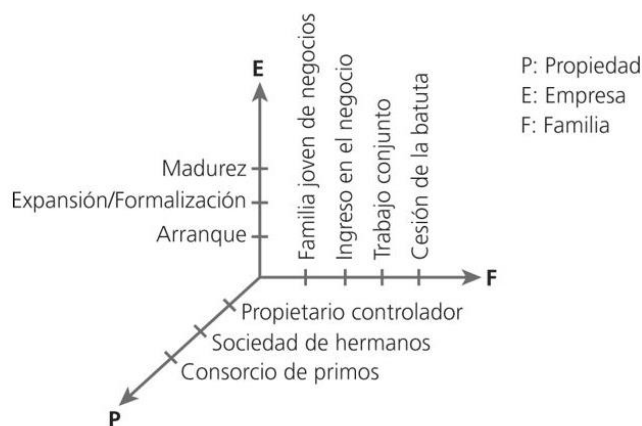 E
Familia joven de negocios
Ingreso en el negocio
Trabajo conjunto
Cesión de la batuta
P: Propiedad
E: Empresa
F: Familia
Madurez
Expansión/Formalización
Arranque
F
Propietario controlador
Sociedad de hermanos
Consorcio de primos
P